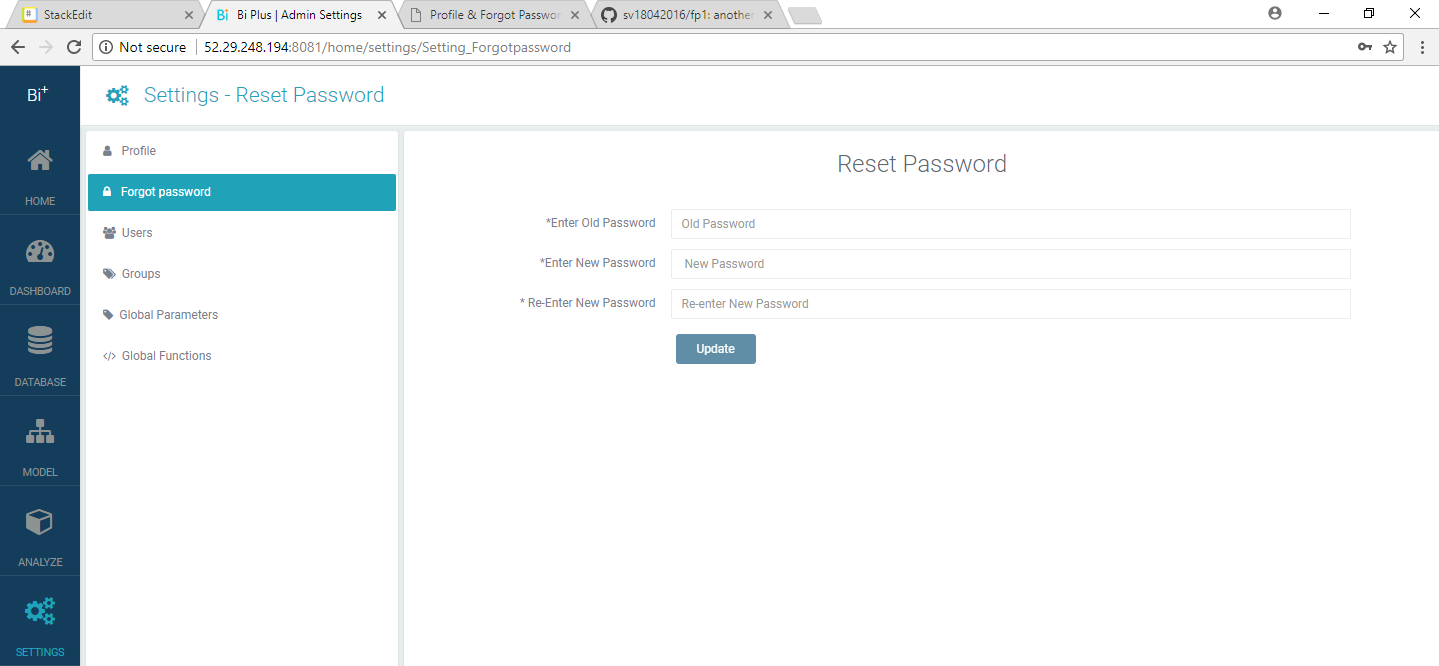 StackEdit
Bi Bi Plus | Admin Settings
Profile & Forgot Passwor
sv18042016/fp1: another
Not secure 52.29.248.194:8081/home/settings/Setting_Forgotpassword
Bi+
Settings - Reset Password
HOME
DASHBOARD
DATABASE
MODEL
ANALYZE
SETTINGS
Profile
Forgot password
Users
Groups
Global Parameters
</> Global Functions
Reset Password
*Enter Old Password Old Password
*Enter New Password New Password
* Re-Enter New Password Re-enter New Password
Update